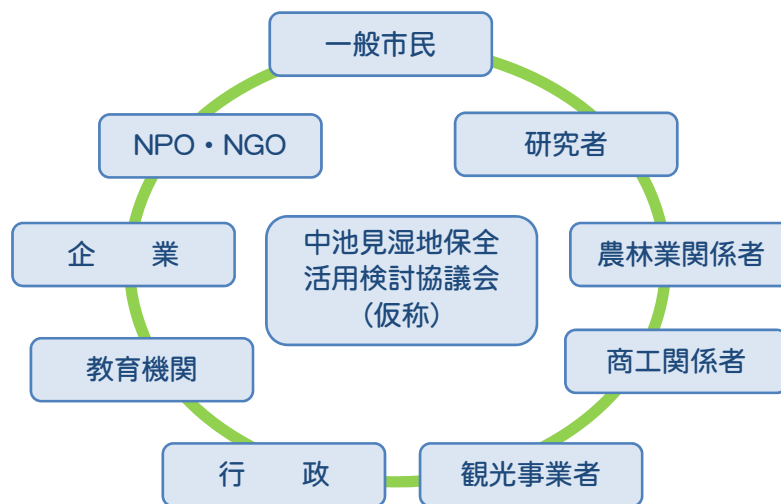 一般市民
NPO・NGO
研究者
企　　業
中池見湿地保全
活用検討協議会
（仮称）
農林業関係者
教育機関
商工関係者
行　　政
観光事業者